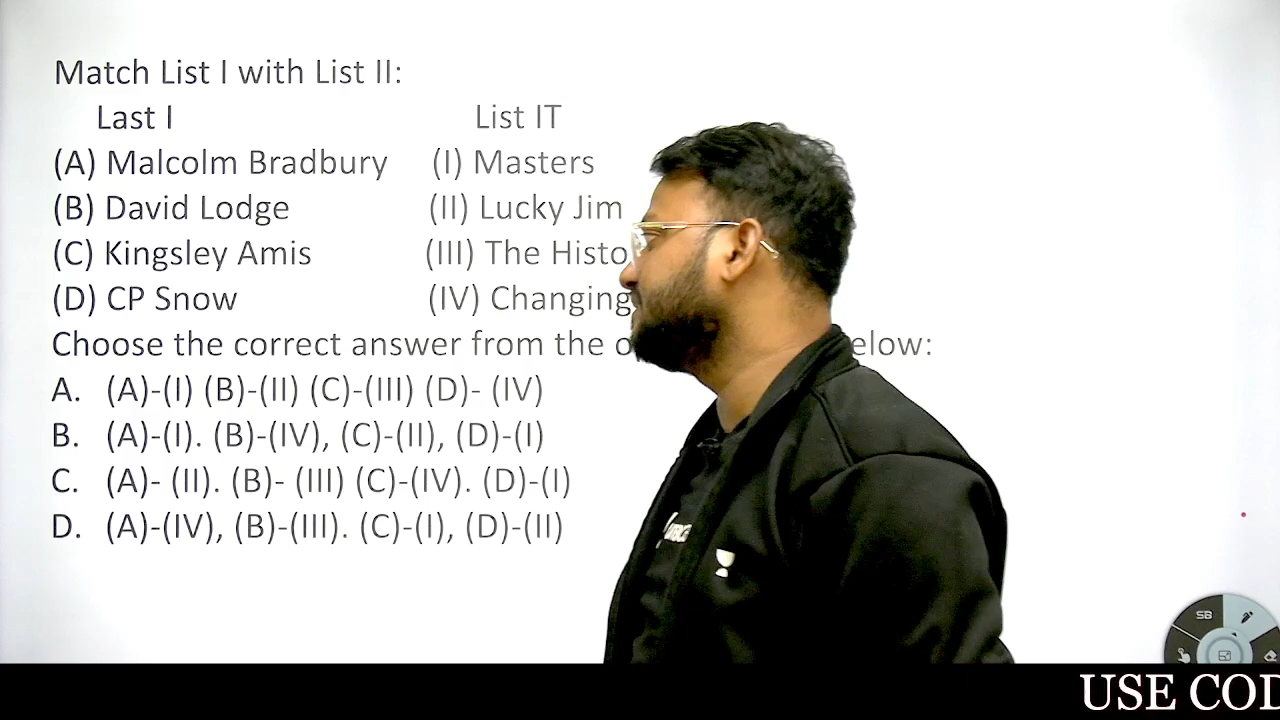 Match List I with List II:
Last I List IT
(A) Malcolm Bradbury (I) Masters
(B) David Lodge (II) Lucky Jim
(C) Kingsley Amis (III) The Histo
(D) CP Snow (IV) Changing
Choose the correct answer from the o elow:
A. (A)-(I) (B)-(II) (C)-(III) (D)- (IV)
B. (A)-(I). (B)-(IV), (C)-(II), (D)-(I)
C. (A)- (II). (B)- (III) (C)-(IV). (D)-(I)
D. (A)-(IV), (B)-(III). (C)-(I), (D)-(II)
SB
USE COD